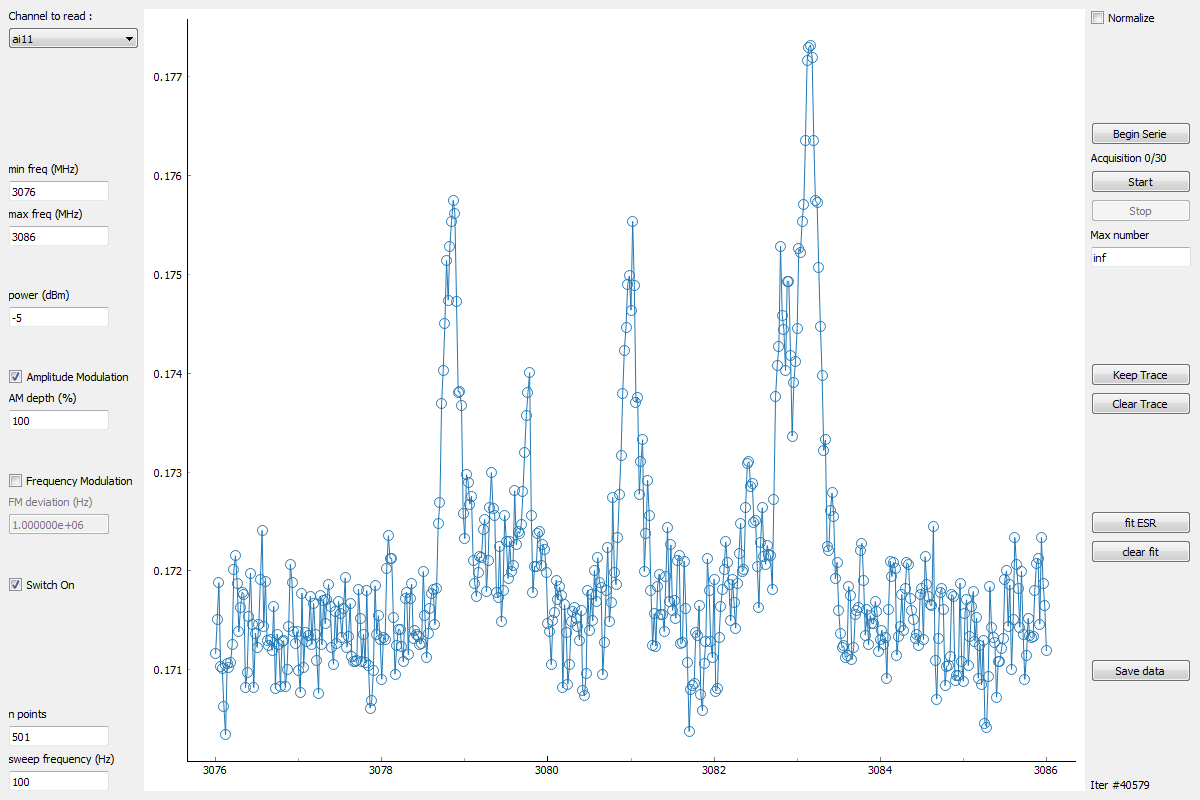 Channel to read :
ai11
min freq (MHz)
3076
max freq (MHz)
3086
power (dBm)
-5
Amplitude Modulation
AM depth (%)
100
Frequency Modulation
FM deviation (Hz)
1.000000e+06
Switch On
n points
501
sweep frequency (Hz)
100
0.177
0.176
0.175
0.174
0.173
0.172
0.171
3076 3078 3080 3082 3084 3086
Normalize
Begin Serie
Acquisition 0/30
Start
Stop
Max number
inf
Keep Trace
Clear Trace
fit ESR
clear fit
Save data
Iter #40579